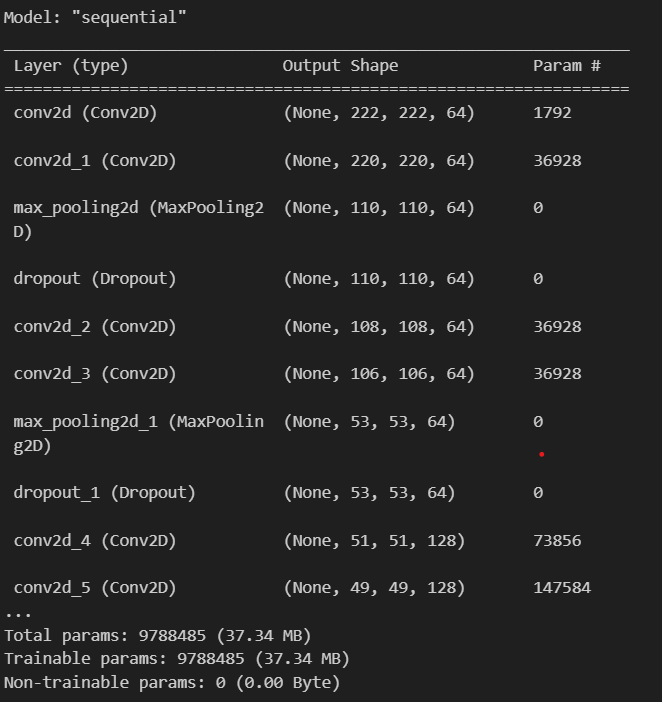 Model: "sequential"
_________________________________________________________________
Layer (type) Output Shape Param #
=================================================================
conv2d (Conv2D) (None, 222, 222, 64) 1792
conv2d_1 (Conv2D) (None, 220, 220, 64) 36928
max_pooling2d (MaxPooling2 (None, 110, 110, 64) 0
D)
dropout (Dropout) (None, 110, 110, 64) 0
conv2d_2 (Conv2D) (None, 108, 108, 64) 36928
conv2d_3 (Conv2D) (None, 106, 106, 64) 36928
max_pooling2d_1 (MaxPoolin (None, 53, 53, 64) 0
g2D)
dropout_1 (Dropout) (None, 53, 53, 64) 0
conv2d_4 (Conv2D) (None, 51, 51, 128) 73856
conv2d_5 (Conv2D) (None, 49, 49, 128) 147584
...
Total params: 9788485 (37.34 MB)
Trainable params: 9788485 (37.34 MB)
Non-trainable params: 0 (0.00 Byte)